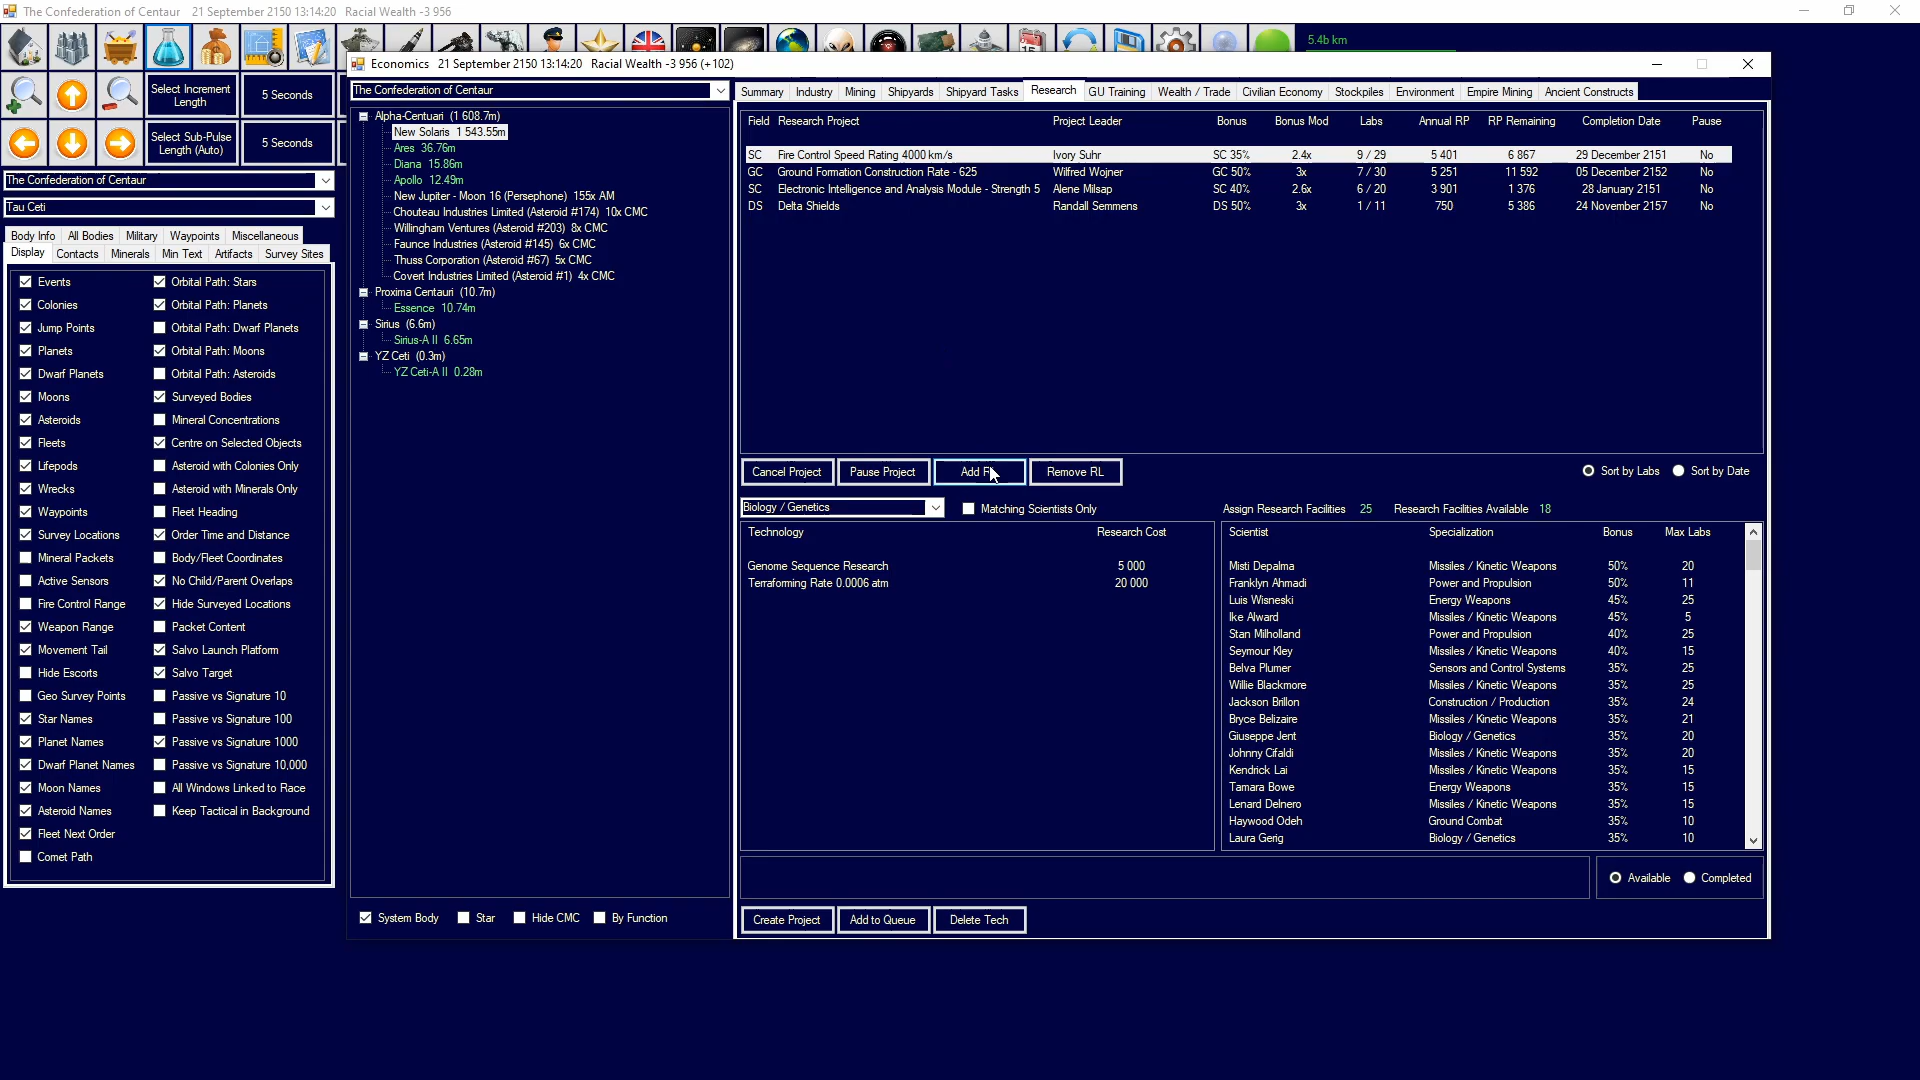 The Confederation of Centaur   21 September 2150 13:14:20   Racial Wealth -3 956
5.4b km
Economics   21 September 2150 13:14:20   Racial Wealth -3 956 (+102)
Select Increment Length
5 Seconds
Select Sub-Pulse Length (Auto)
5 Seconds
The Confederation of Centaur
Tau Ceti
Body Info   All Bodies   Military   Waypoints   Miscellaneous
Display   Contacts   Minerals   Min Text   Artifacts   Survey Sites
Events   Orbital Path: Stars
Colonies   Orbital Path: Planets
Jump Points   Orbital Path: Dwarf Planets
Planets   Orbital Path: Moons
Dwarf Planets   Orbital Path: Asteroids
Moons   Surveyed Bodies
Asteroids   Mineral Concentrations
Fleets   Centre on Selected Objects
Lifepods   Asteroid with Colonies Only
Wrecks   Asteroid with Minerals Only
Waypoints   Fleet Heading
Survey Locations   Order Time and Distance
Mineral Packets   Body/Fleet Coordinates
Active Sensors   No Child/Parent Overlaps
Fire Control Range   Hide Surveyed Locations
Weapon Range   Packet Content
Movement Tail   Salvo Launch Platform
Hide Escorts   Salvo Target
Geo Survey Points   Passive vs Signature 10
Star Names   Passive vs Signature 100
Planet Names   Passive vs Signature 1000
Dwarf Planet Names   Passive vs Signature 10,000
Moon Names   All Windows Linked to Race
Asteroid Names   Keep Tactical in Background
Fleet Next Order
Comet Path
The Confederation of Centaur
Alpha-Centuari (1 608.7m)
New Solaris 1 543.55m
Ares 36.76m
Diana 15.86m
Apollo 12.49m
New Jupiter - Moon 16 (Persephone) 155x AM
Chouteau Industries Limited (Asteroid #174) 10x CMC
Willingham Ventures (Asteroid #203) 8x CMC
Faunce Industries (Asteroid #145) 6x CMC
Thuss Corporation (Asteroid #67) 5x CMC
Covert Industries Limited (Asteroid #1) 4x CMC
Proxima Centauri (10.7m)
Essence 10.74m
Sirius (6.6m)
Sirius-A II 6.65m
YZ Ceti (0.3m)
YZ Ceti-A II 0.28m
System Body   Star   Hide CMC   By Function
Summary   Industry   Mining   Shipyards   Shipyard Tasks   Research   GU Training   Wealth / Trade   Civilian Economy   Stockpiles   Environment   Empire Mining   Ancient Constructs
Field   Research Project   Project Leader   Bonus   Bonus Mod   Labs   Annual RP   RP Remaining   Completion Date   Pause
SC   Fire Control Speed Rating 4000 km/s   Ivory Suhr   SC 35%   2.4x   9 / 29   5 401   6 867   29 December 2151   No
GC   Ground Formation Construction Rate - 625   Wilfred Wojner   GC 50%   3x   7 / 30   5 251   11 592   05 December 2152   No
SC   Electronic Intelligence and Analysis Module - Strength 5   Alene Milsap   SC 40%   2.6x   6 / 20   3 901   1 376   28 January 2151   No
DS   Delta Shields   Randall Semmens   DS 50%   3x   1 / 11   750   5 386   24 November 2157   No
Cancel Project   Pause Project   Add   Remove RL   Sort by Labs   Sort by Date
Biology / Genetics   Matching Scientists Only   Assign Research Facilities   25   Research Facilities Available   18
Technology   Research Cost
Genome Sequence Research   5 000
Terraforming Rate 0.0006 atm   20 000
Scientist   Specialization   Bonus   Max Labs
Misti Depalma   Missiles / Kinetic Weapons   50%   20
Franklyn Ahmadi   Power and Propulsion   50%   11
Luis Wisneski   Energy Weapons   45%   25
Ike Alward   Missiles / Kinetic Weapons   45%   5
Stan Milholland   Power and Propulsion   40%   25
Seymour Kley   Missiles / Kinetic Weapons   40%   15
Belva Plumer   Sensors and Control Systems   35%   25
Willie Blackmore   Missiles / Kinetic Weapons   35%   25
Jackson Brillon   Construction / Production   35%   24
Bryce Belizaire   Missiles / Kinetic Weapons   35%   21
Giuseppe Jent   Biology / Genetics   35%   20
Johnny Cifaldi   Missiles / Kinetic Weapons   35%   20
Kendrick Lai   Missiles / Kinetic Weapons   35%   15
Tamara Bowe   Energy Weapons   35%   15
Lenard Delnero   Missiles / Kinetic Weapons   35%   15
Haywood Odeh   Ground Combat   35%   10
Laura Gerig   Biology / Genetics   35%   10
Available   Completed
Create Project   Add to Queue   Delete Tech